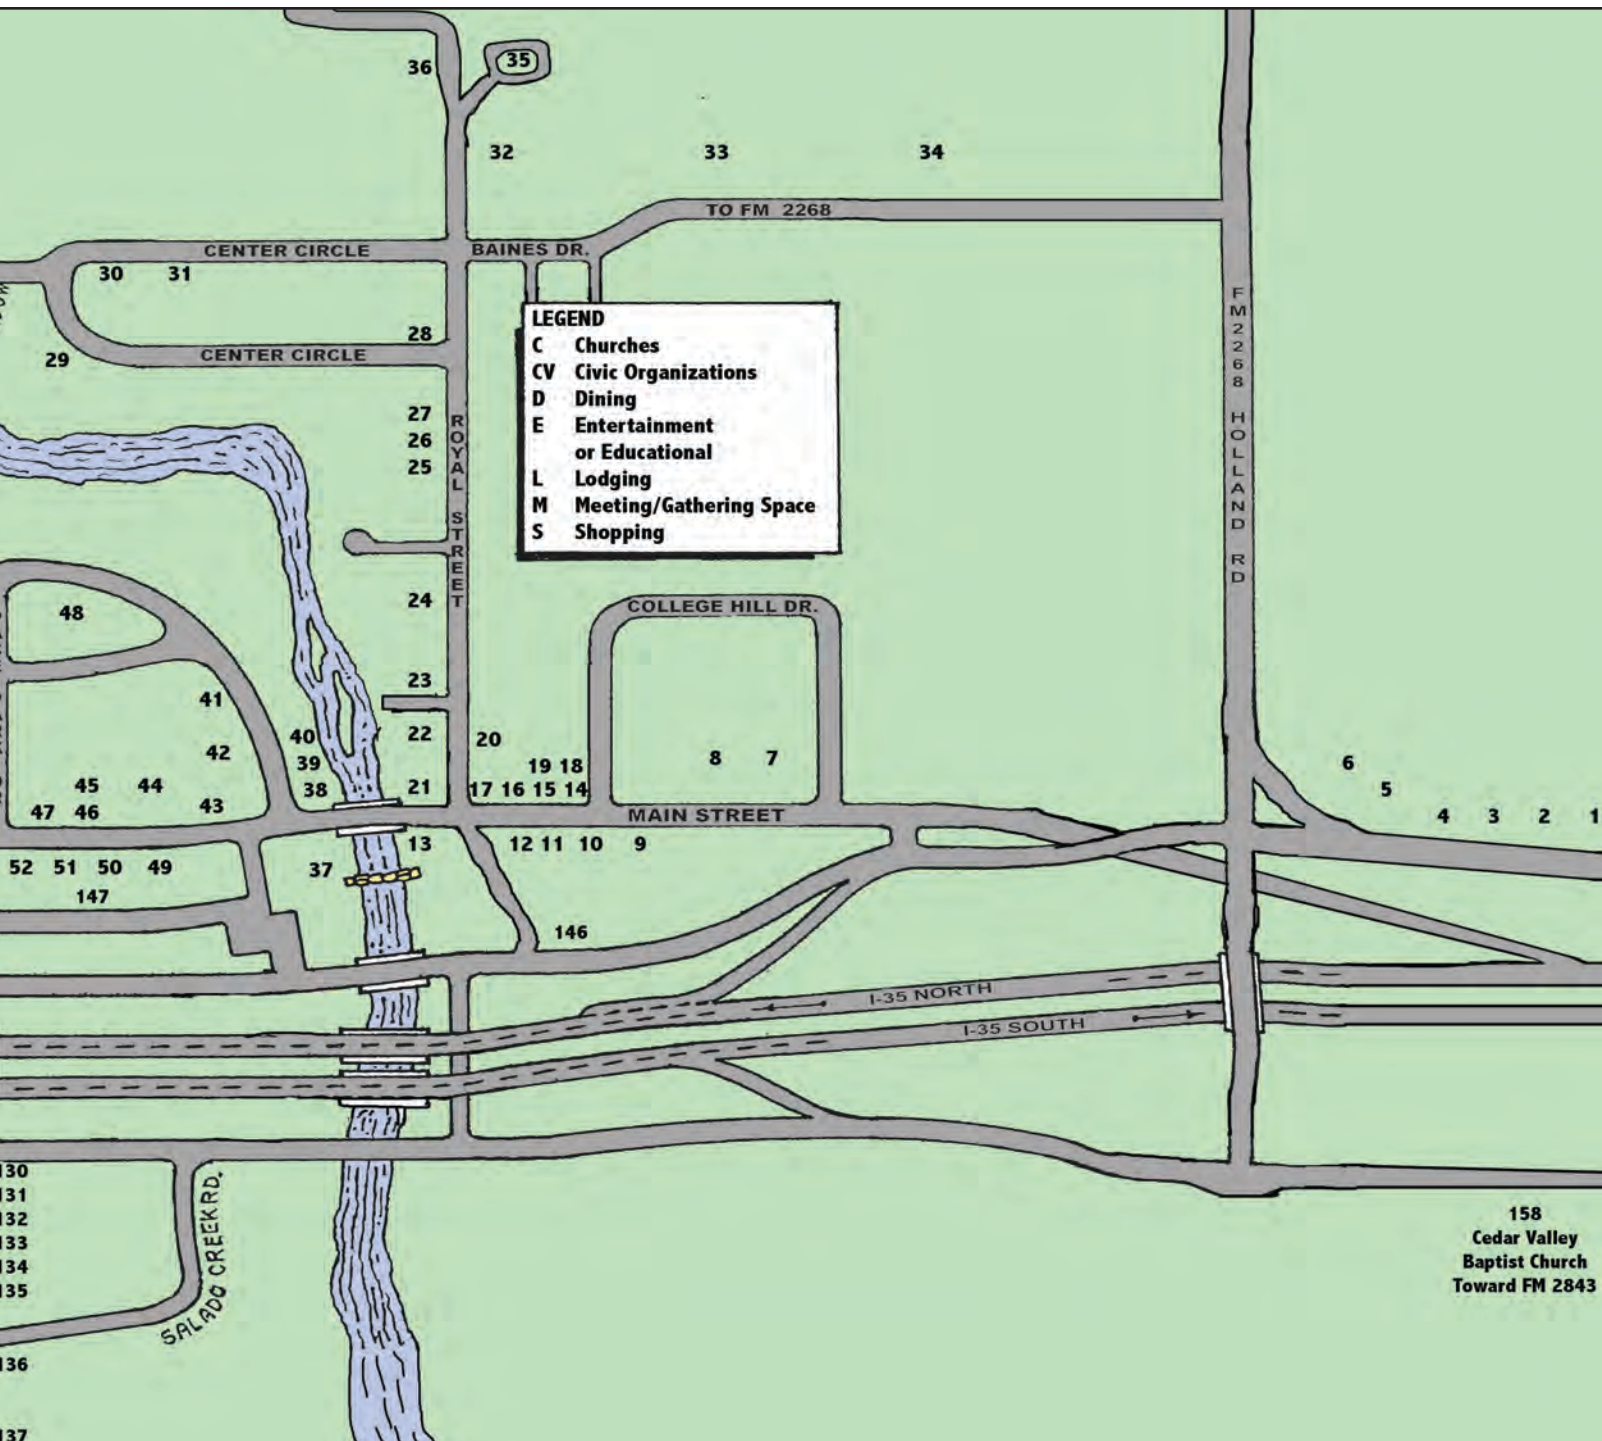 36
35
32
33
34
TO FM 2268
CENTER CIRCLE
BAINES DR.
30
31
FM 2268 HOLLAND RD
LEGEND
C Churches
CV Civic Organizations
D Dining
E Entertainment
or Educational
L Lodging
M Meeting/Gathering Space
S Shopping
28
CENTER CIRCLE
29
27
26
25
ROYAL STREET
24
COLLEGE HILL DR.
48
23
41
40
22
20
42
39
19 18
8
7
6
45
44
38
21
17 16 15 14
5
47
46
43
MAIN STREET
4
3
2
1
13
12 11 10 9
52 51 50 49
37
147
146
I-35 NORTH
I-35 SOUTH
130
131
132
133
134
135
SALADO CREEK RD.
136
137
158
Cedar Valley
Baptist Church
Toward FM 2843